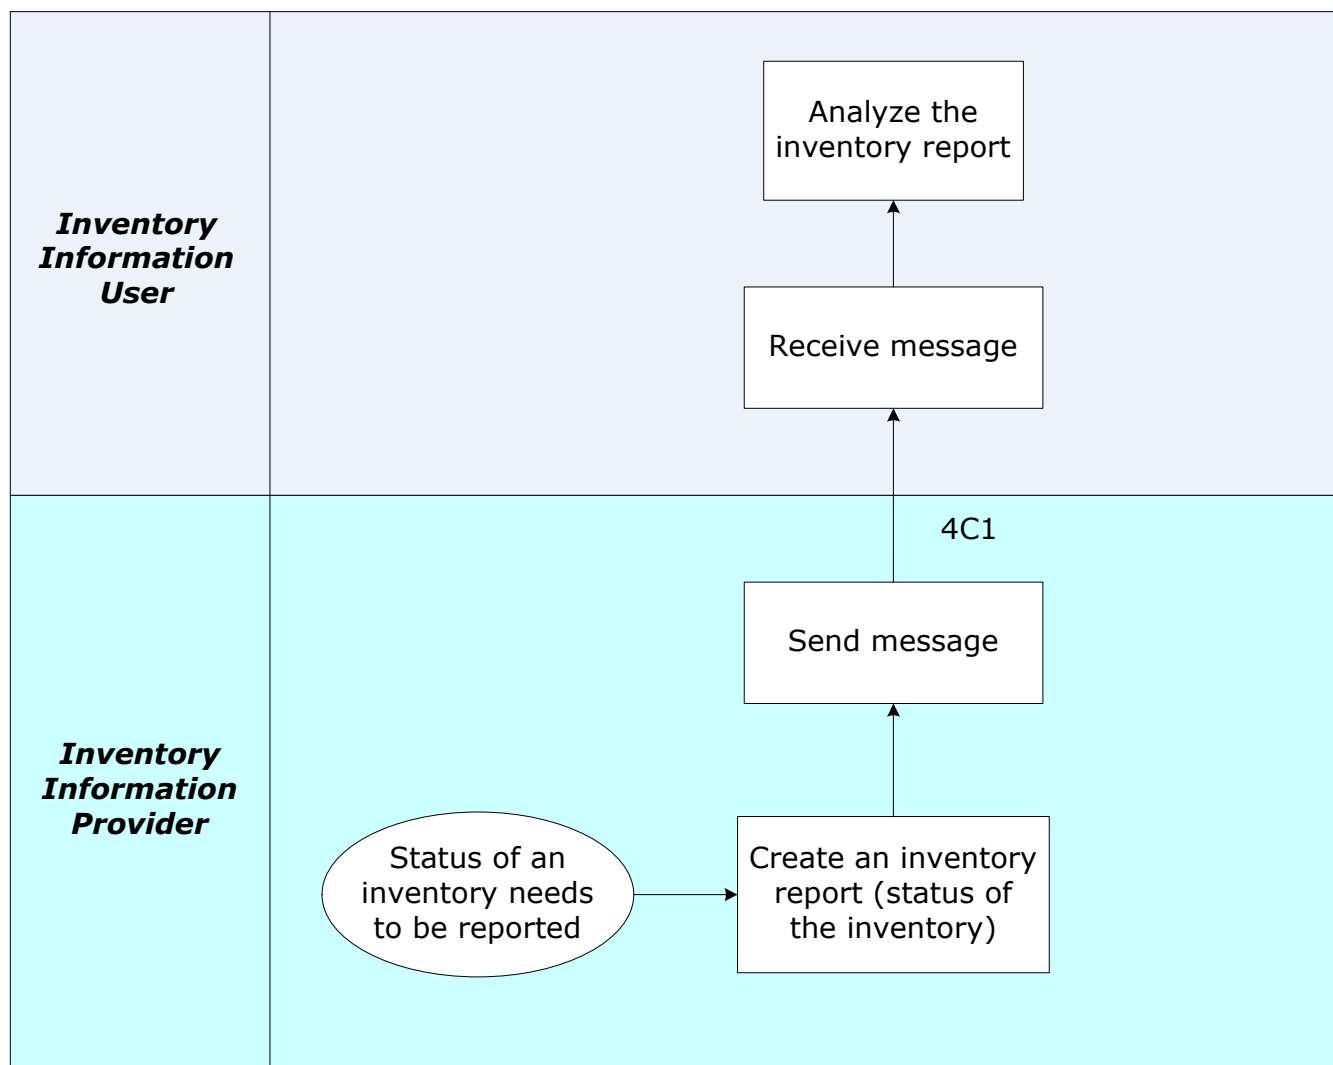 Inventory
Information
User
Analyze the
inventory report
Receive message
4C1
Send message
Inventory
Information
Provider
Status of an
inventory needs
to be reported
Create an inventory
report (status of
the inventory)